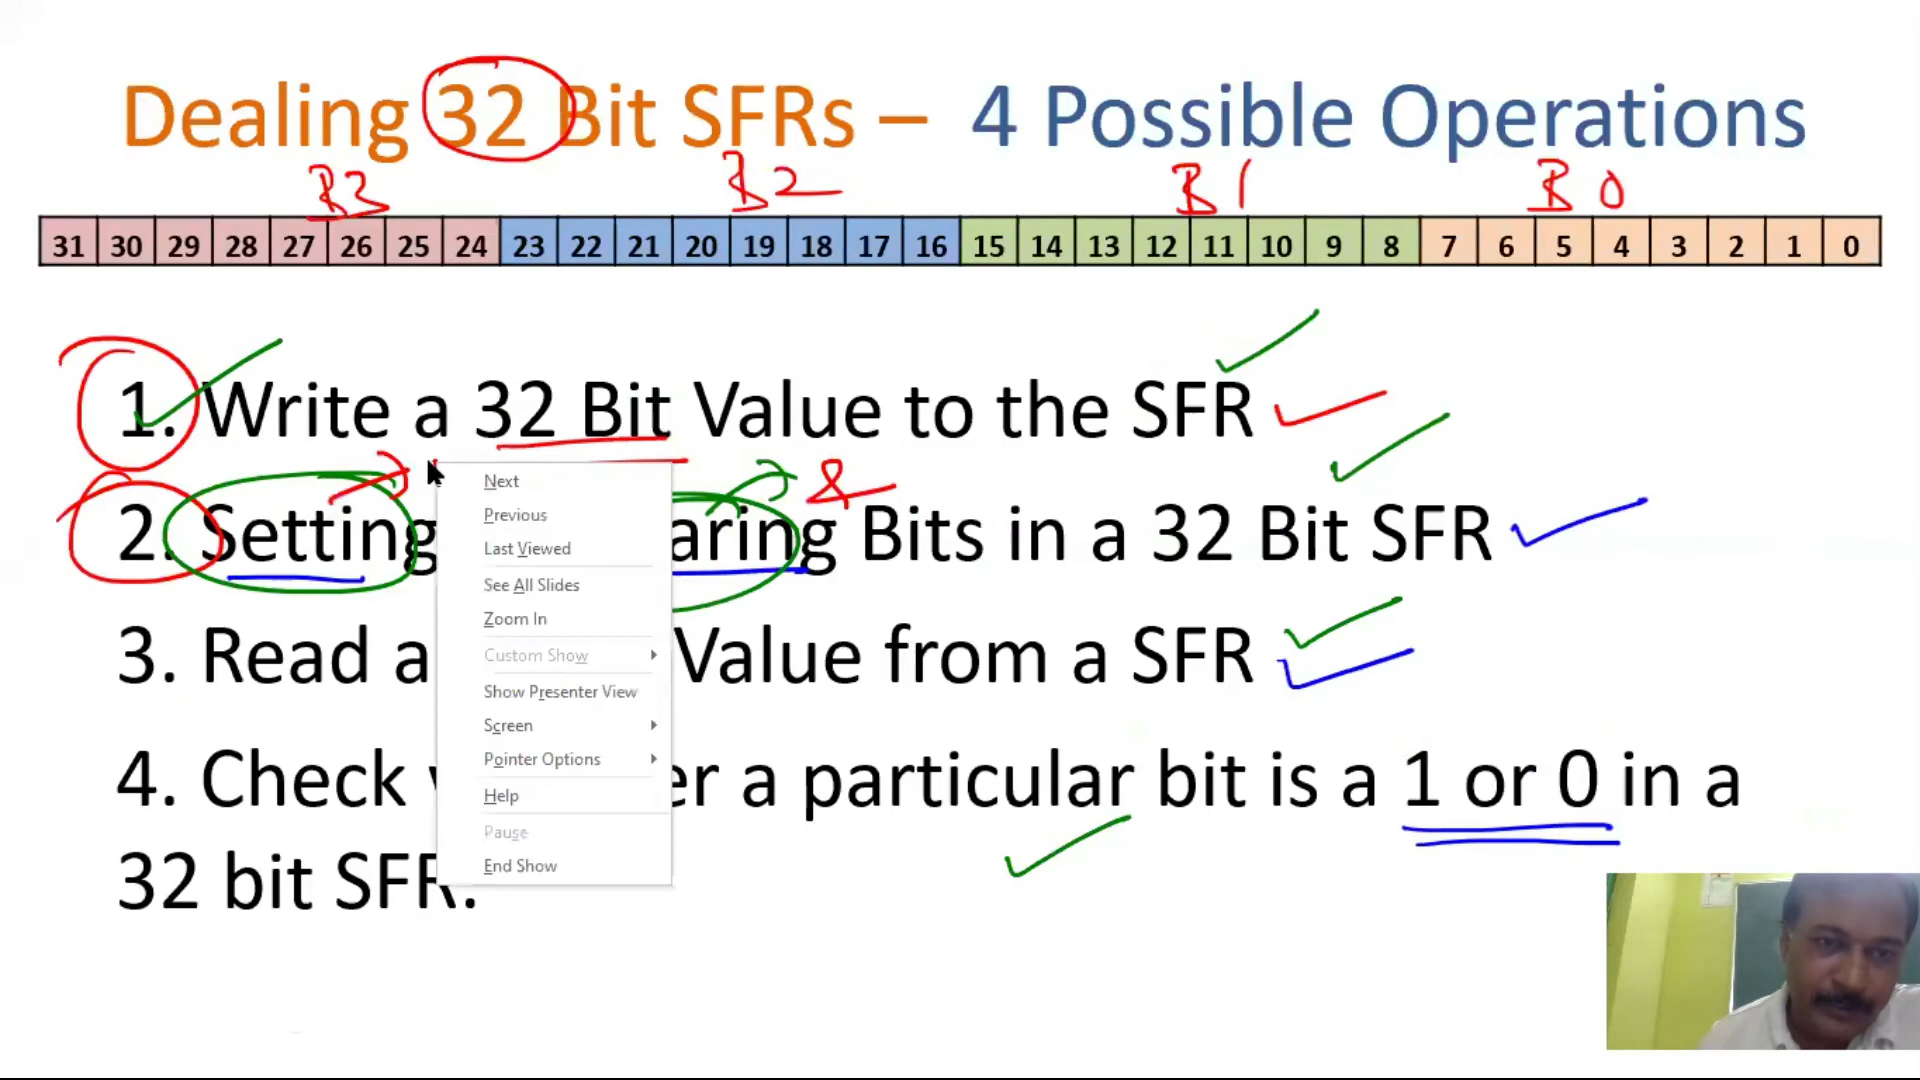 Dealing 32 Bit SFRs – 4 Possible Operations
B3 B2 B1 B0
31 30 29 28 27 26 25 24 23 22 21 20 19 18 17 16 15 14 13 12 11 10 9 8 7 6 5 4 3 2 1 0
1. Write a 32 Bit Value to the SFR
&
2. Setting aring Bits in a 32 Bit SFR
3. Read a Value from a SFR
4. Check er a particular bit is a 1 or 0 in a
32 bit SFR.
Next
Previous
Last Viewed
See All Slides
Zoom In
Custom Show
Show Presenter View
Screen
Pointer Options
Help
Pause
End Show